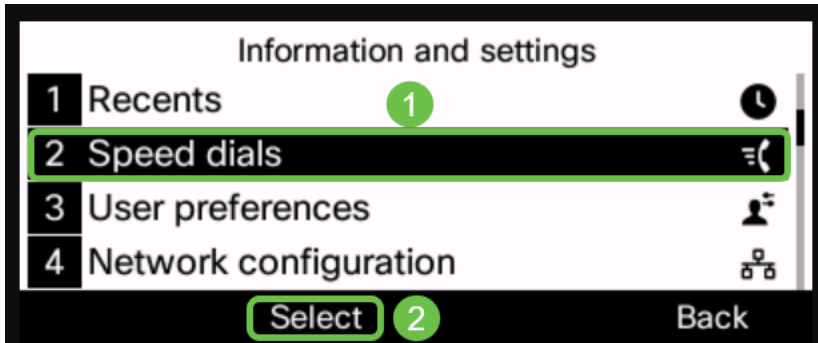 Information and settings
1 Recents
1
2 Speed dials
3 User preferences
4 Network configuration
Select 2 Back